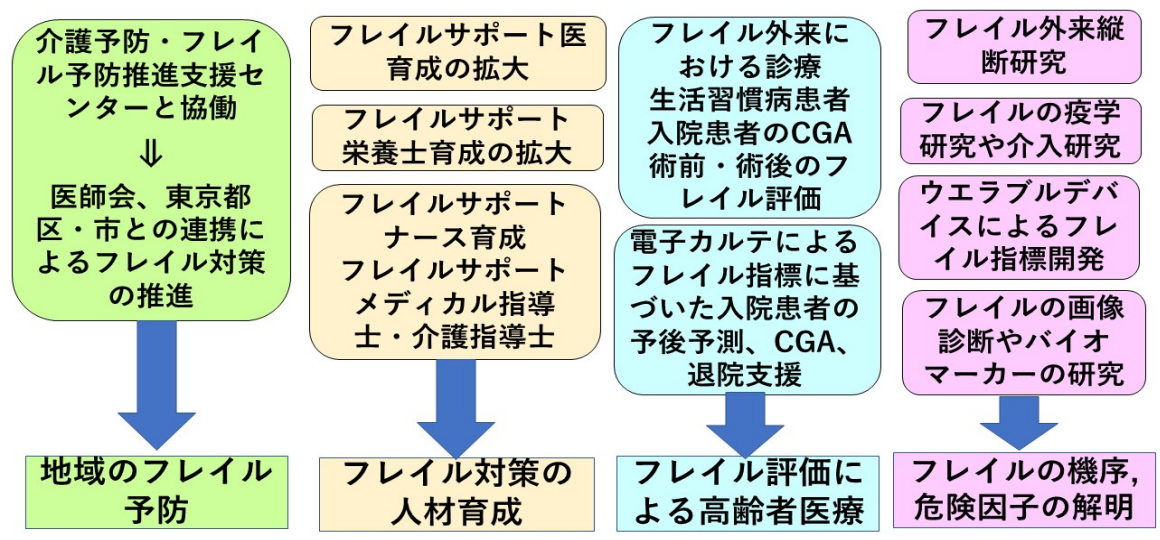 介護予防・フレイ
ル予防推進支援セ
ンターと協働
⇓
医師会、東京都
区・市との連携に
よるフレイル対策
の推進
地域のフレイル
予防
フレイルサポート医
育成の拡大
フレイルサポート
栄養士育成の拡大
フレイルサポート
ナース育成
フレイルサポート
メディカル指導
士・介護指導士
フレイル対策の
人材育成
フレイル外来に
おける診療
生活習慣病患者
入院患者のCGA
術前・術後のフ
レイル評価
電子カルテによる
フレイル指標に基
づいた入院患者の
予後予測、CGA、
退院支援
フレイル評価に
よる高齢者医療
フレイル外来縦
断研究
フレイルの疫学
研究や介入研究
ウエラブルデバ
イスによるフレ
イル指標開発
フレイルの画像
診断やバイオ
マーカーの研究
フレイルの機序,
危険因子の解明